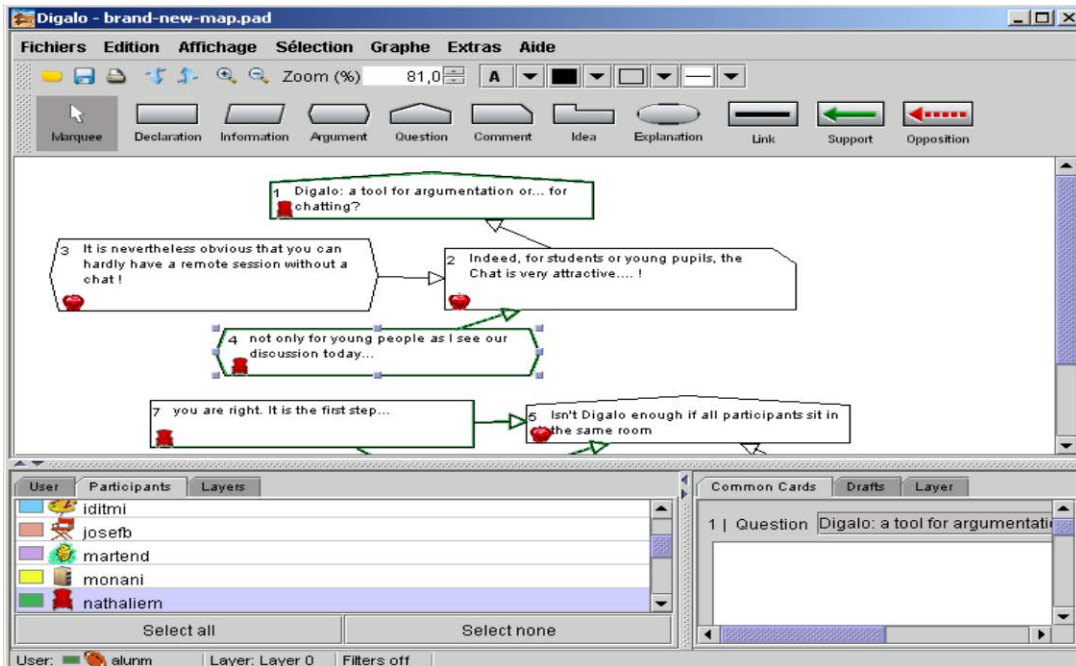 Digalo - brand-new-map.pad
Fichiers Edition Affichage Sélection Graphe Extras Aide
Zoom (%) 81,0 A
Marquee Declaration Information Argument Question Comment Idea Explanation Link Support Opposition
1 Digalo: a tool for argumentation or... for
chatting?
3 It is nevertheless obvious that you can
hardly have a remote session without a
chat !
2 Indeed, for students or young pupils, the
Chat is very attractive.... !
4 not only for young people as I see our
discussion today...
7 you are right. It is the first step...
5 Isn't Digalo enough if all participants sit in
the same room
User Participants Layers
iditmi
josefb
martend
monani
nathaliem
Select all Select none
Common Cards Drafts Layer
1 | Question Digalo: a tool for argumentati
User: alunm Layer: Layer 0 Filters off